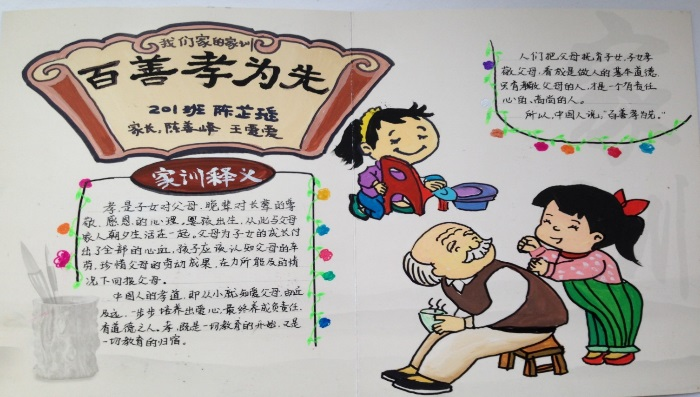 我们家的家训
百善孝为先
201班 陈芷瑶
家长：陈善峰 王爱爱
家训释义
孝，是子女对父母，晚辈对长辈的尊
敬、感恩的心理，婴孩出生，从此与父母
家人朝夕生活在一起。父母为子女的成长付
出了全部的心血，孩子应该认知父母的辛
劳，珍惜父母的劳动成果，在力所能及的情
况下回报父母。
中国人的孝道，即从小就知爱父母，由近
及远，一步步培养出爱心，最终养成负责任、
有道德之人。孝，既是一切教育的开始，又是
一切教育的归宿。
人们把父母抚育子女，子女孝
敬父母，看成是做人的基本道德，
只有孝敬父母的人，才是一个有责任
心的、高尚的人。
所以，中国人说，“百善孝为先。”